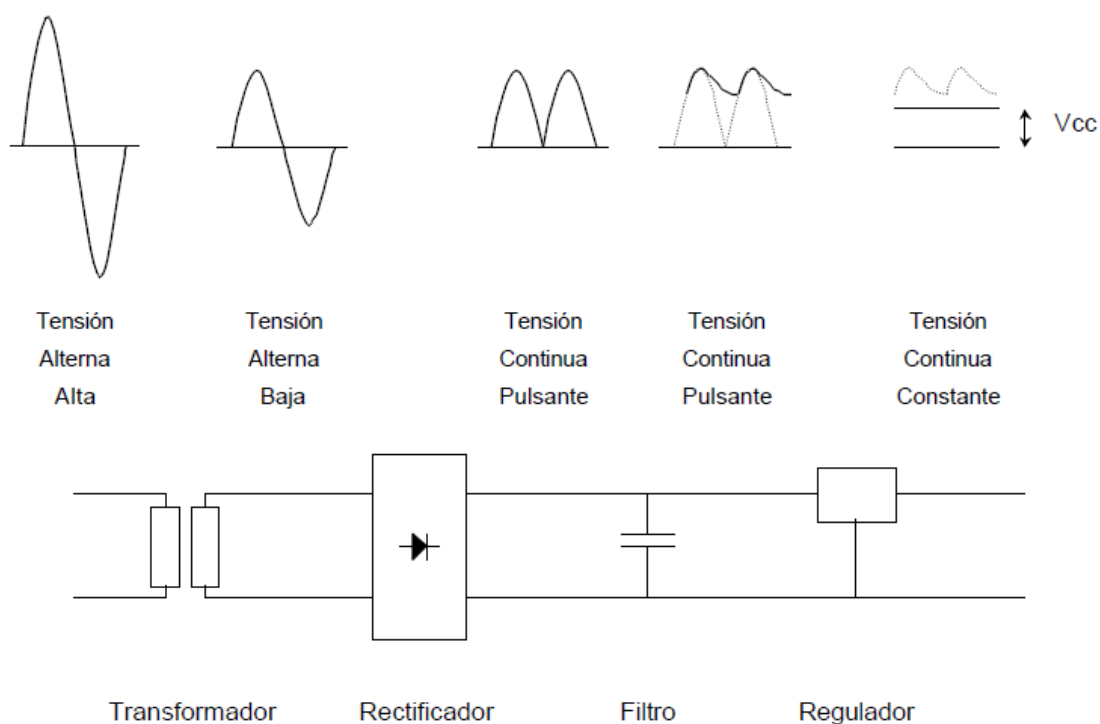 Vcc
Tensión Tensión Tensión Tensión Tensión
Alterna Alterna Continua Continua Continua
Alta Baja Pulsante Pulsante Constante
Transformador Rectificador Filtro Regulador